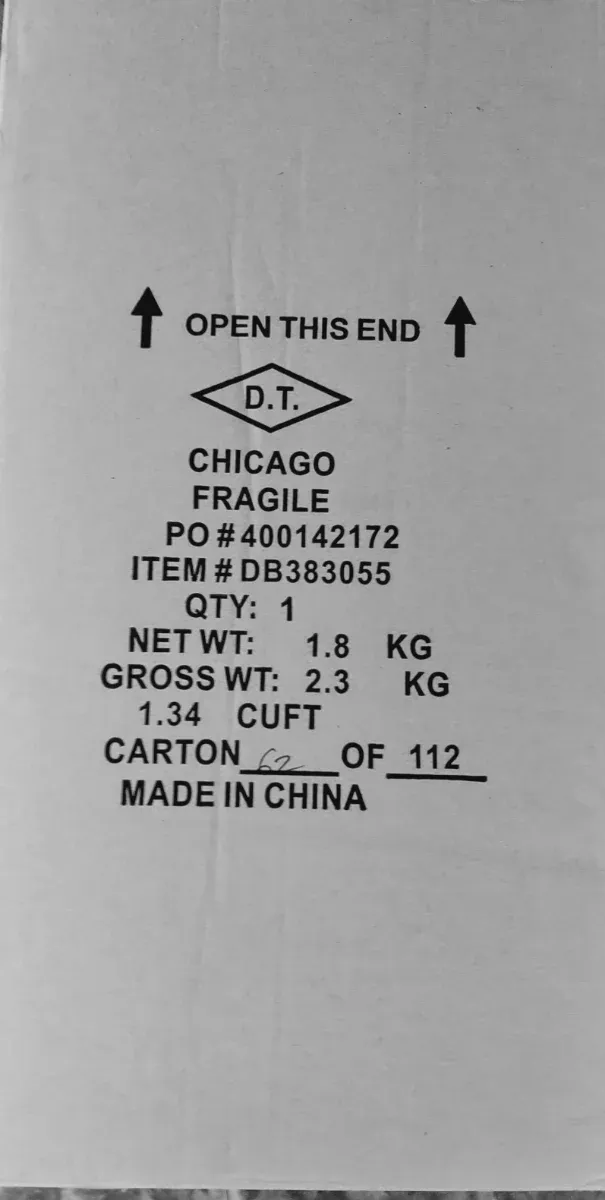 OPEN THIS END
D.T.
CHICAGO
FRAGILE
PO # 400142172
ITEM # DB383055
QTY: 1
NET WT: 1.8 KG
GROSS WT: 2.3 KG
1.34 CUFT
CARTON 62 OF 112
MADE IN CHINA